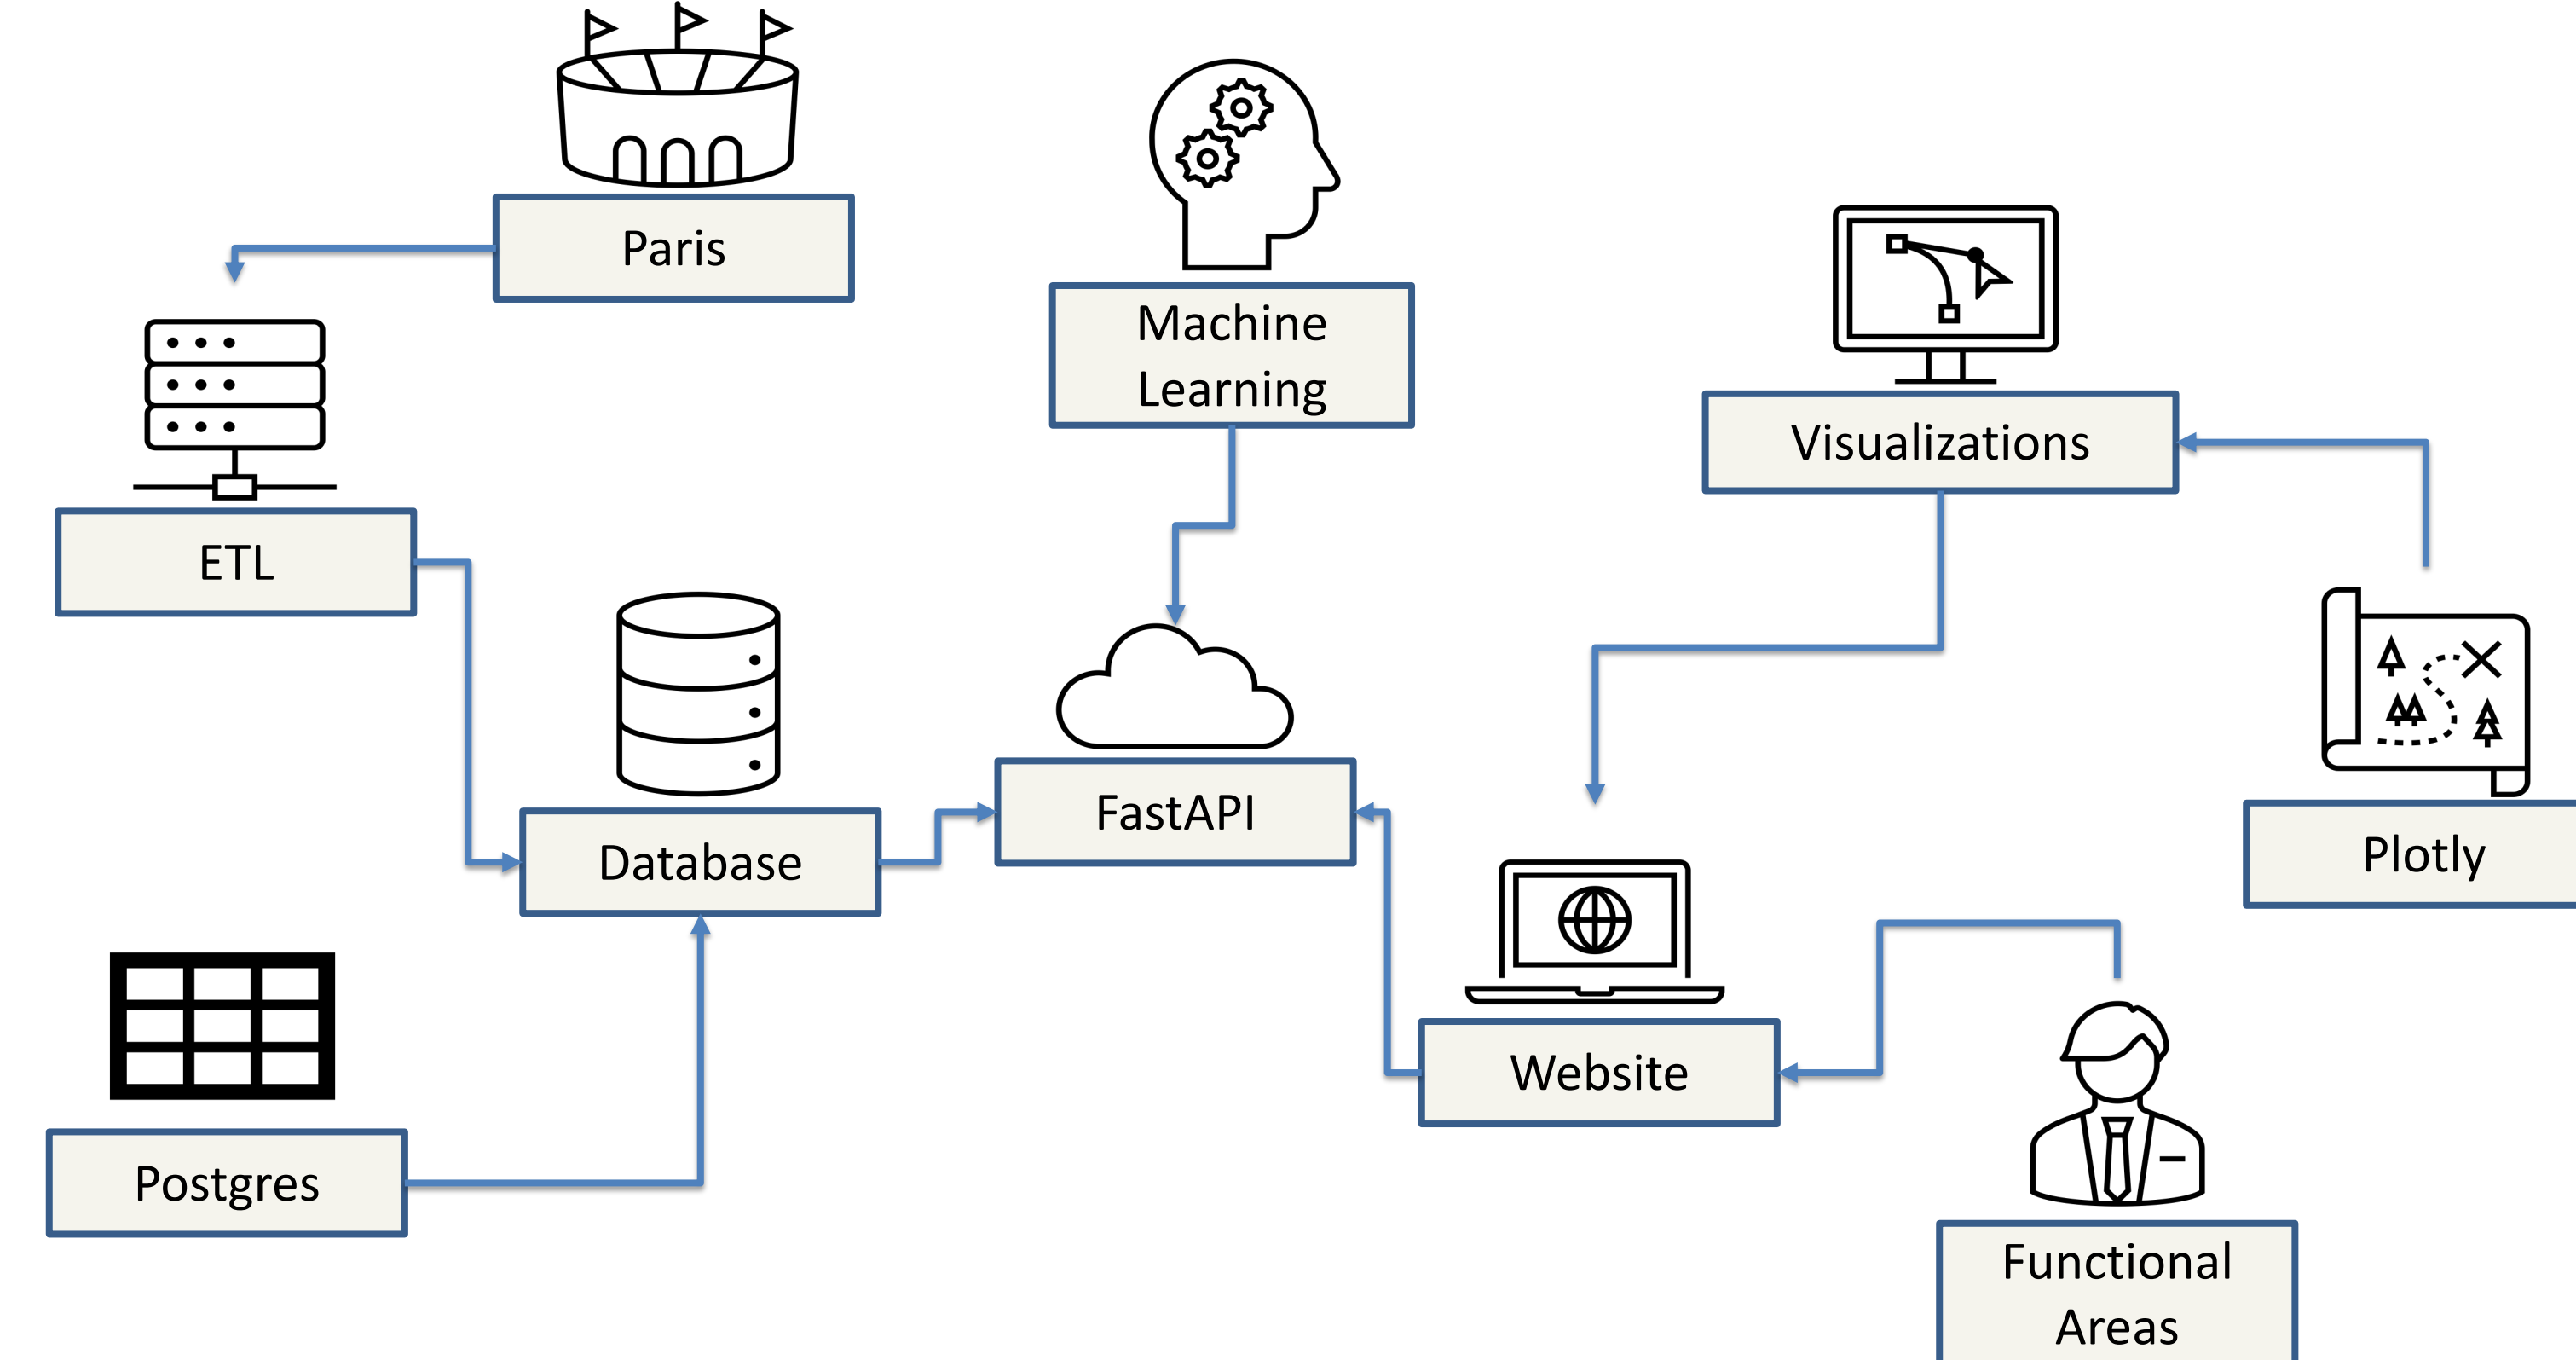 Paris
Machine
Learning
Visualizations
ETL
Database
FastAPI
Plotly
Website
Postgres
Functional
Areas